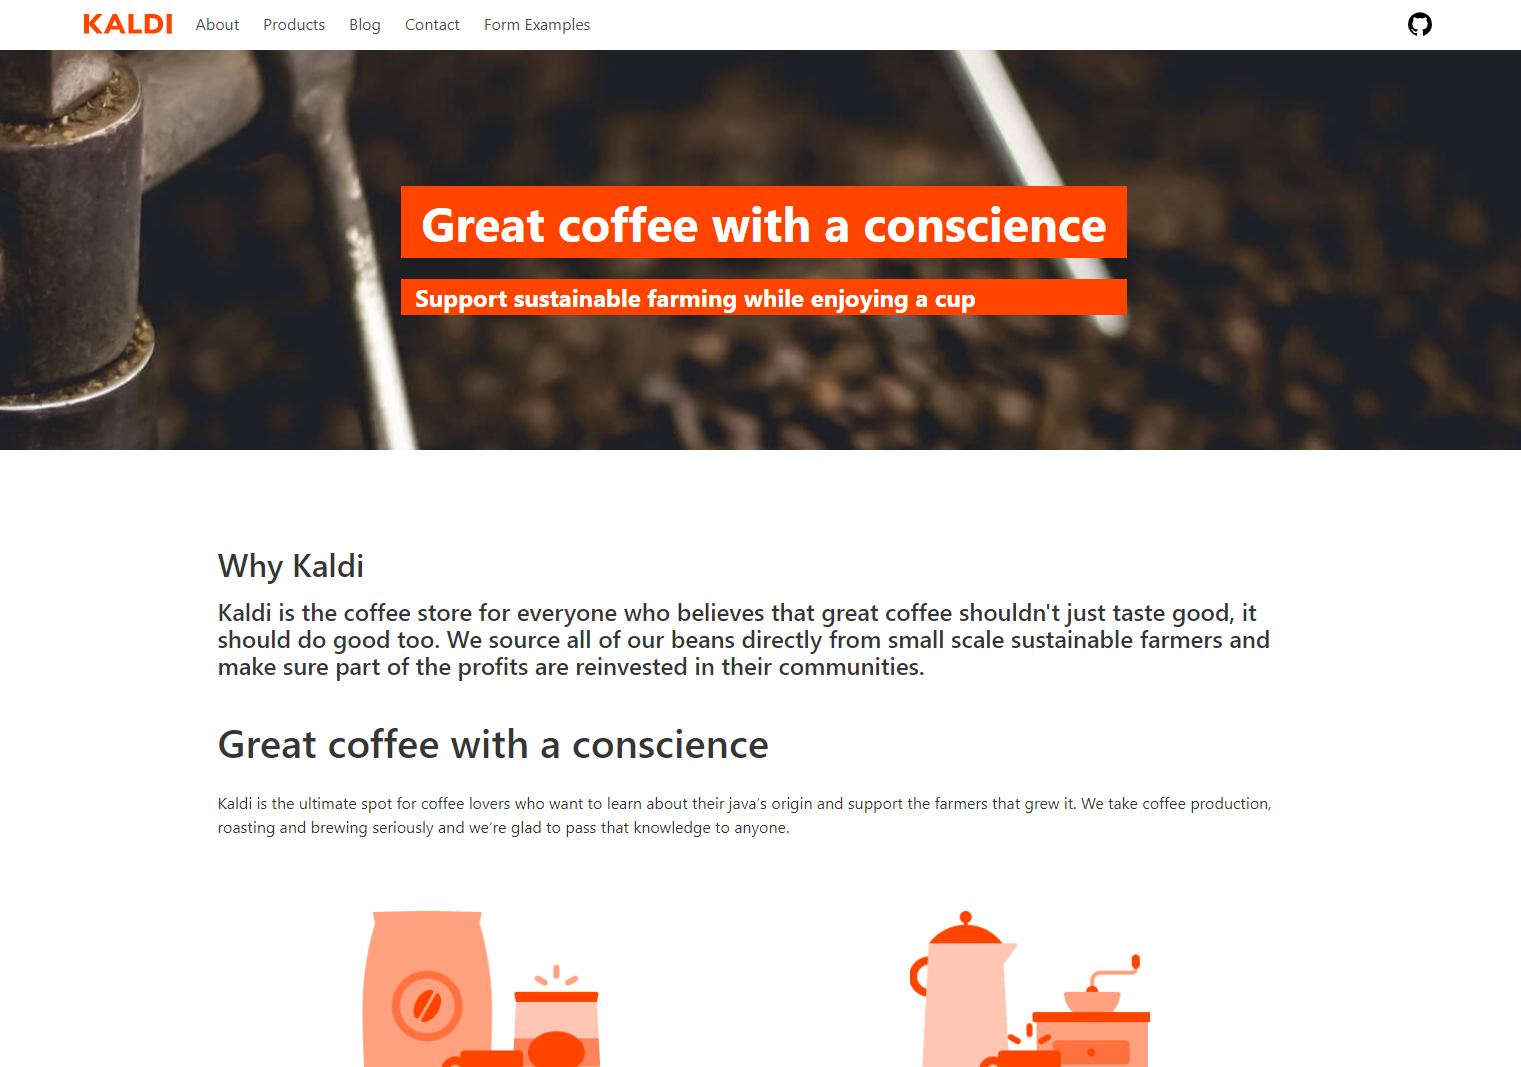 KALDI About Products Blog Contact Form Examples
Great coffee with a conscience
Support sustainable farming while enjoying a cup
Why Kaldi
Kaldi is the coffee store for everyone who believes that great coffee shouldn't just taste good, it
should do good too. We source all of our beans directly from small scale sustainable farmers and
make sure part of the profits are reinvested in their communities.
Great coffee with a conscience
Kaldi is the ultimate spot for coffee lovers who want to learn about their java’s origin and support the farmers that grew it. We take coffee production,
roasting and brewing seriously and we’re glad to pass that knowledge to anyone.